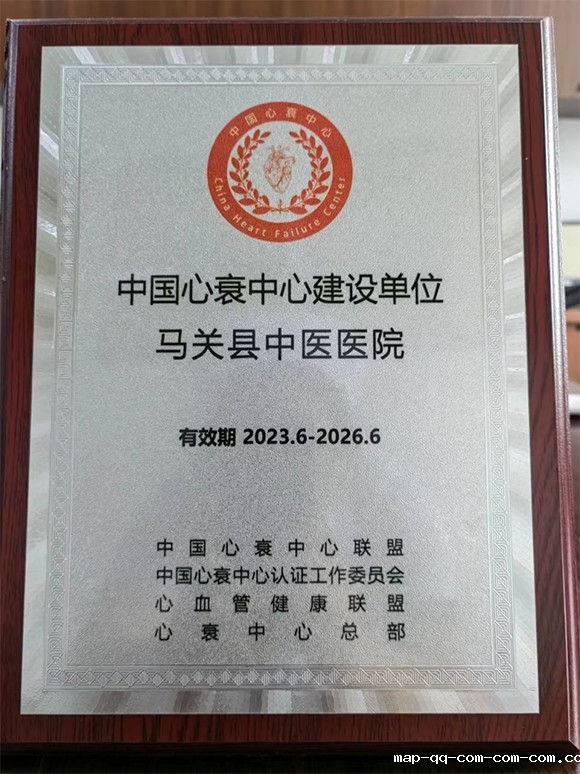 中国心衰中心
China Heart Failure Center
中国心衰中心建设单位
马关县中医医院
有效期 2023.6-2026.6
中国心衰中心联盟
中国心衰中心认证工作委员会
心血管健康联盟
心衰中心总部
map-qq-com-com-com.co